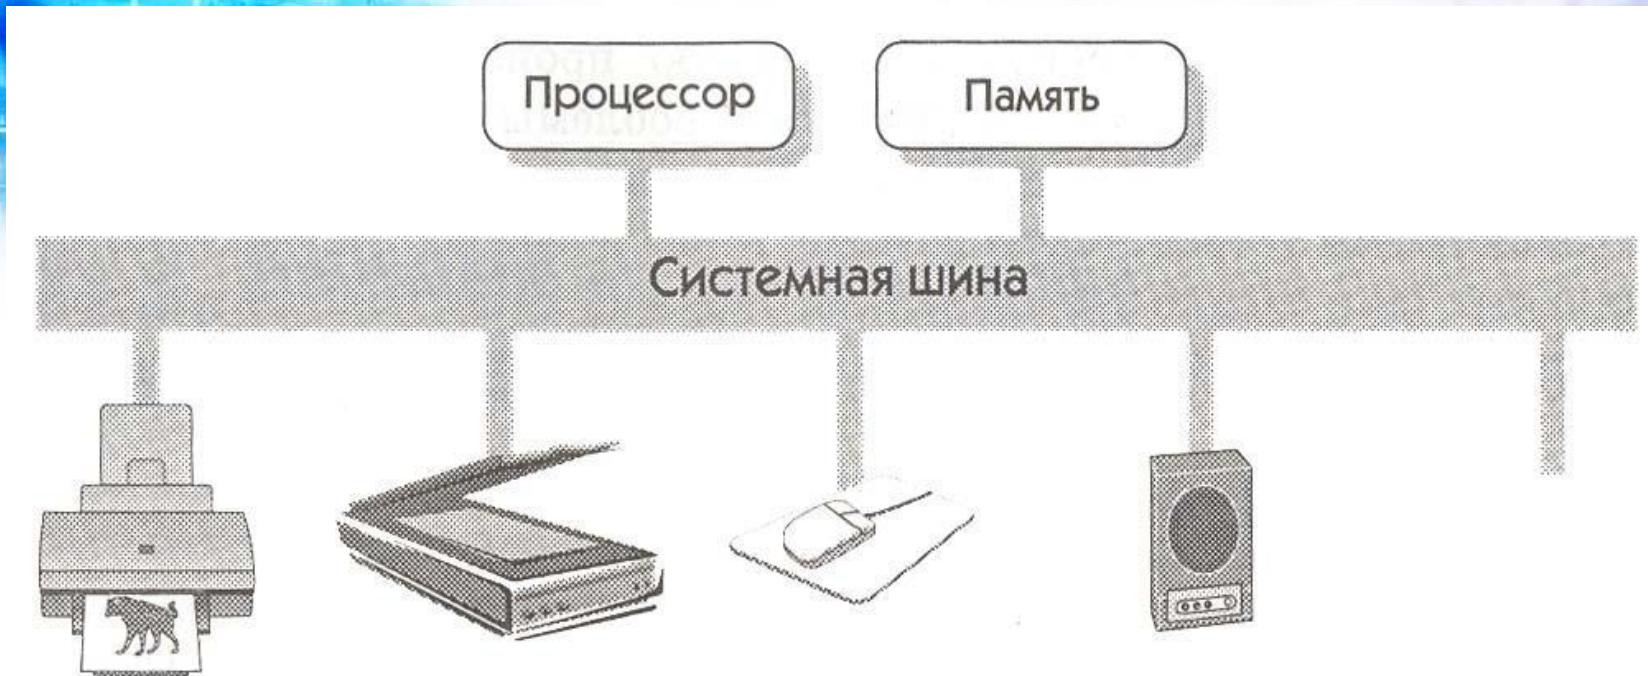 Процессор
Память
Системная шина